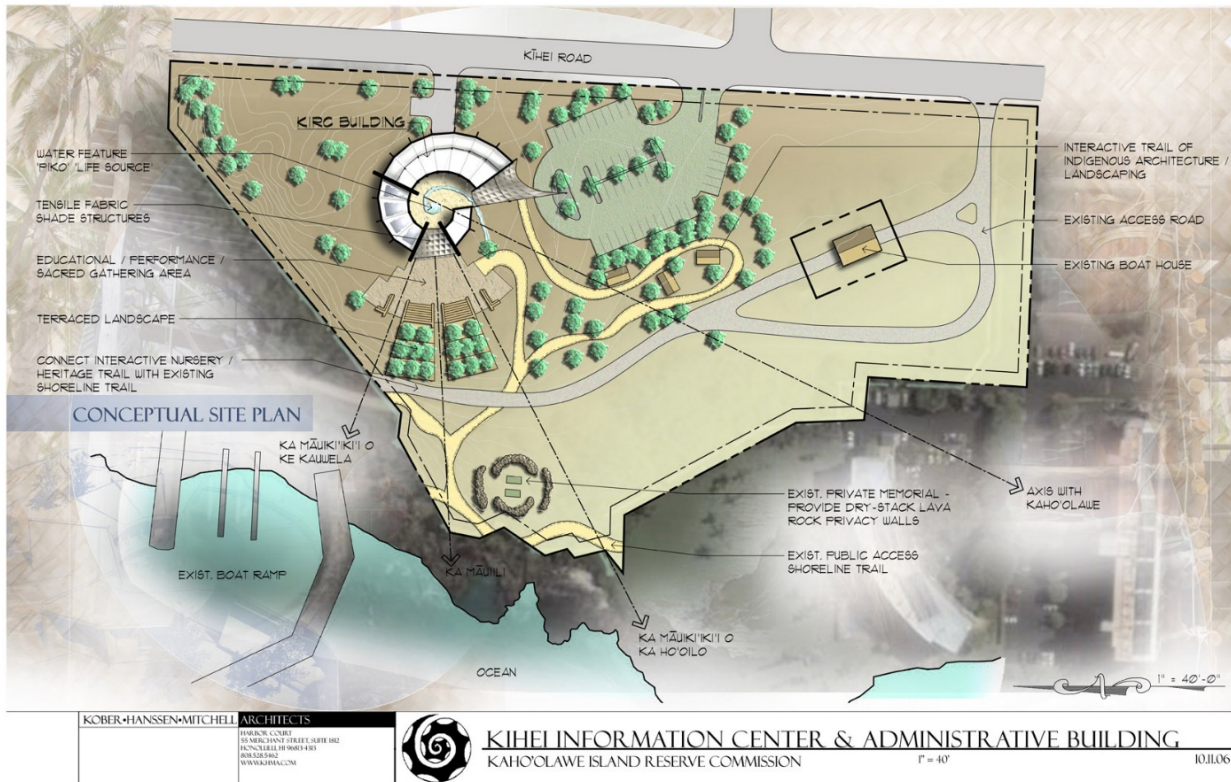 KĪHEI ROAD
KIRC BUILDING
WATER FEATURE
'PIKO' 'LIFE SOURCE'
TENSILE FABRIC
SHADE STRUCTURES
EDUCATIONAL / PERFORMANCE /
SACRED GATHERING AREA
TERRACED LANDSCAPE
CONNECT INTERACTIVE NURSERY /
HERITAGE TRAIL WITH EXISTING
SHORELINE TRAIL
CONCEPTUAL SITE PLAN
INTERACTIVE TRAIL OF
INDIGENOUS ARCHITECTURE /
LANDSCAPING
EXISTING ACCESS ROAD
EXISTING BOAT HOUSE
KA MĀUIKI'IKI'I O
KE KAUWELA
AXIS WITH
KAHO'OLAWE
EXIST. PRIVATE MEMORIAL -
PROVIDE DRY-STACK LAVA
ROCK PRIVACY WALLS
EXIST. PUBLIC ACCESS
SHORELINE TRAIL
EXIST. BOAT RAMP
KA MĀUIILI
KA MĀUIKI'IKI'I O
KA HO'OILO
OCEAN
1" = 40'-0"
KOBER•HANSSEN•MITCHELL ARCHITECTS
HARBOR COURT
55 MERCHANT STREET, SUITE 1812
HONOLULU, HI 96813-4313
WWW.KHMA.COM
KIHEI INFORMATION CENTER & ADMINISTRATIVE BUILDING
KAHO'OLAWE ISLAND RESERVE COMMISSION
1" = 40'